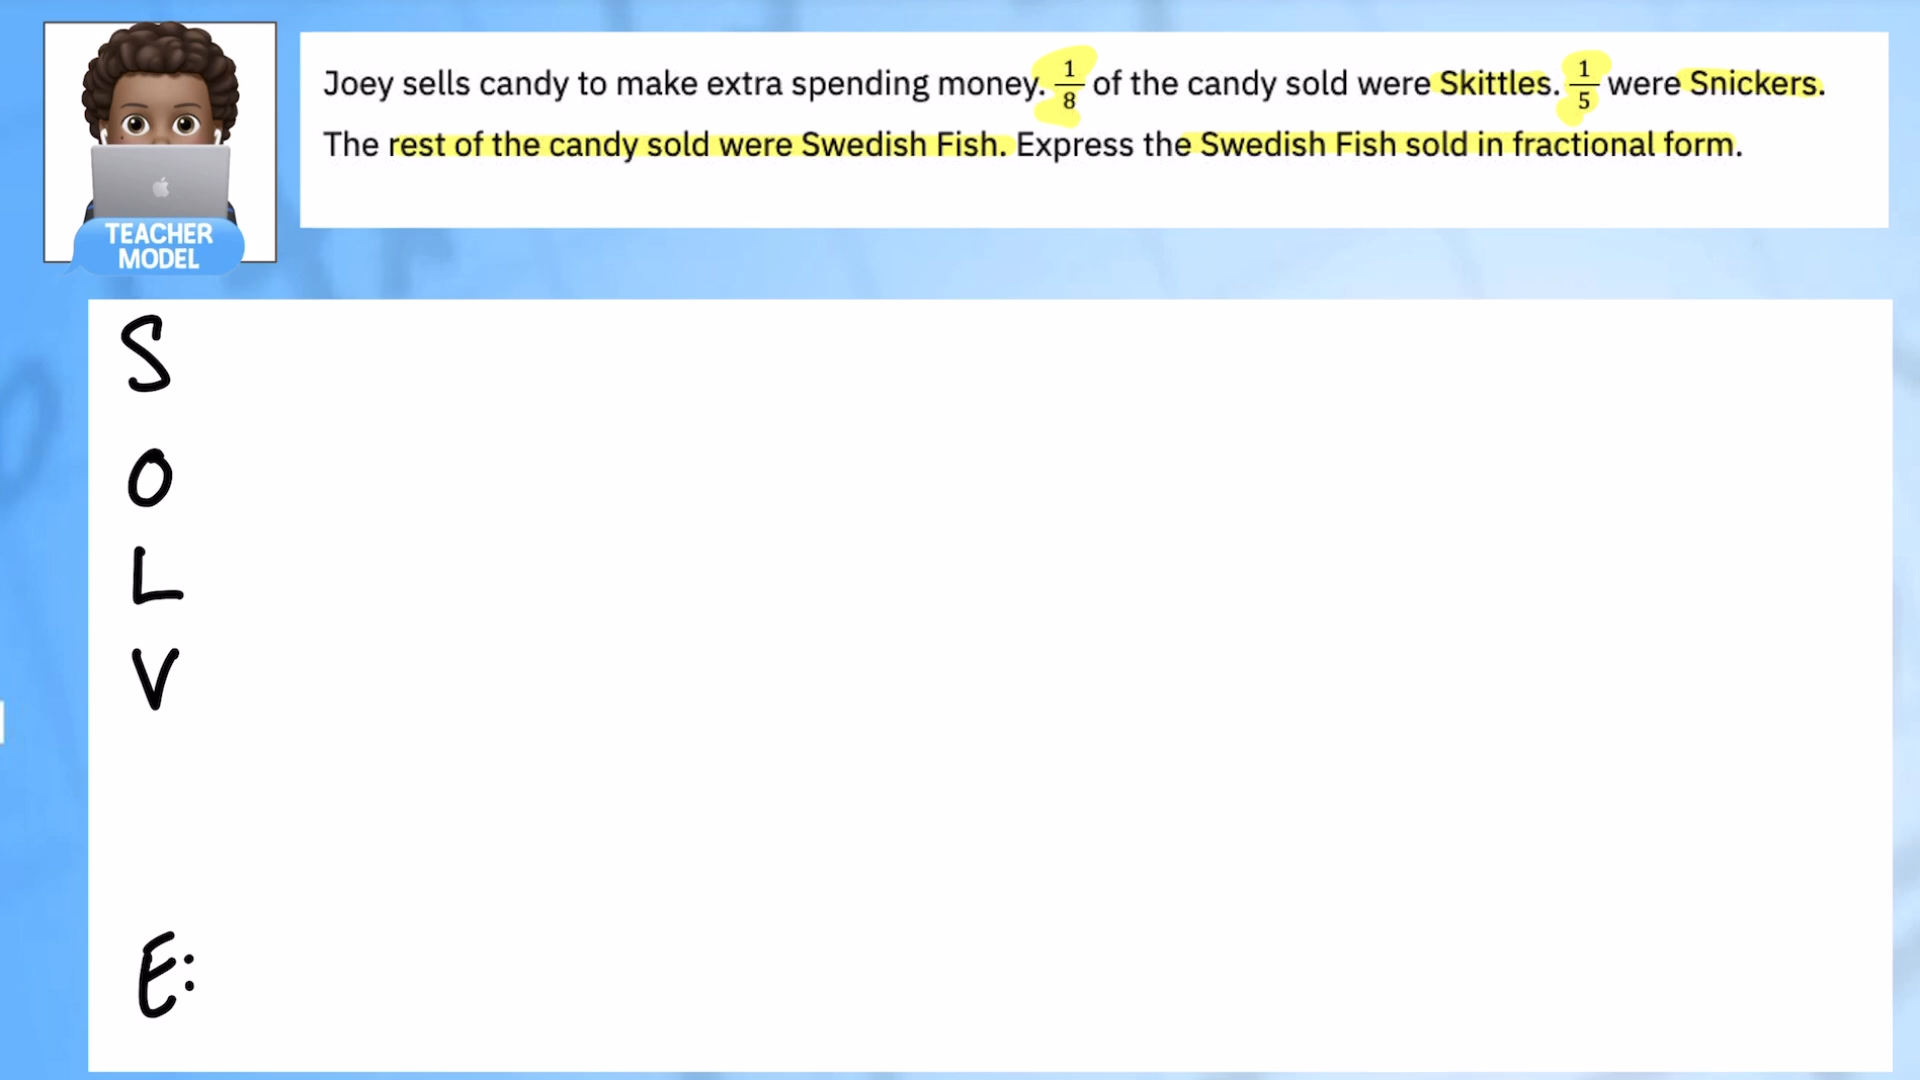 TEACHER
MODEL
Joey sells candy to make extra spending money. 1/8 of the candy sold were Skittles. 1/5 were Snickers.
The rest of the candy sold were Swedish Fish. Express the Swedish Fish sold in fractional form.
S
O
L
V
E: